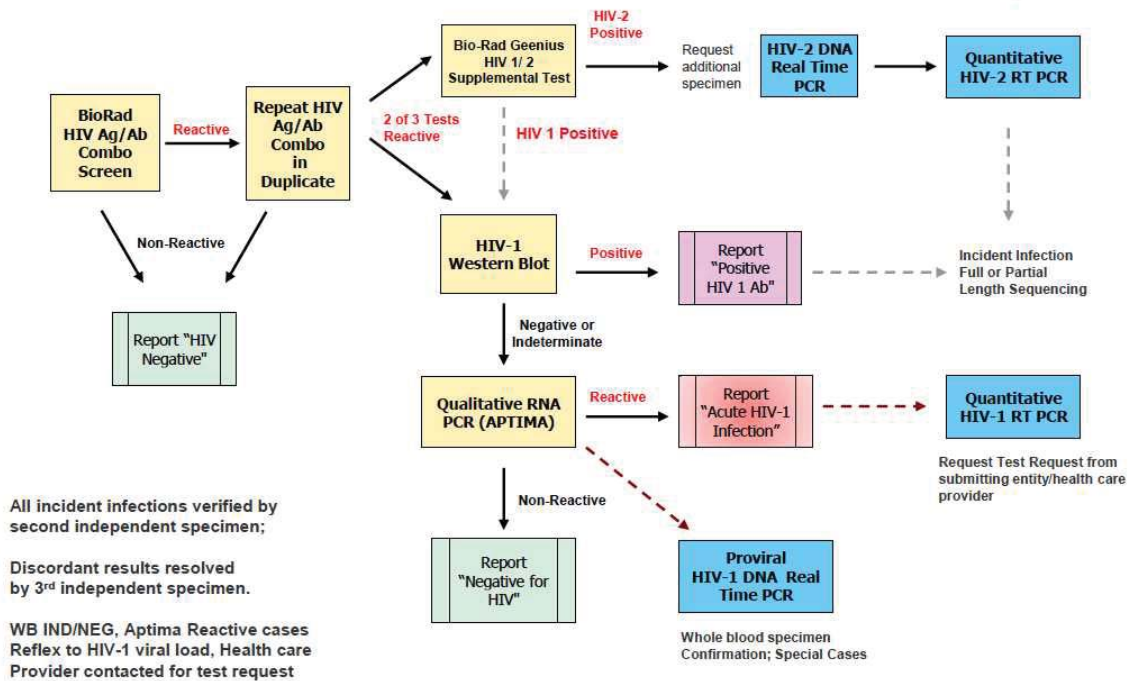 BioRad
HIV Ag/Ab
Combo
Screen
Reactive
Repeat HIV
Ag/Ab
Combo
in
Duplicate
Non-Reactive
Report "HIV
Negative"
2 of 3 Tests
Reactive
Bio-Rad Geenius
HIV 1/ 2
Supplemental Test
HIV-2
Positive
Request
additional
specimen
HIV-2 DNA
Real Time
PCR
Quantitative
HIV-2 RT PCR
HIV 1 Positive
HIV-1
Western Blot
Positive
Report
"Positive
HIV 1 Ab"
Incident Infection
Full or Partial
Length Sequencing
Negative or
Indeterminate
Qualitative RNA
PCR (APTIMA)
Reactive
Report
"Acute HIV-1
Infection"
Quantitative
HIV-1 RT PCR
Request Test Request from
submitting entity/health care
provider
Non-Reactive
Report
"Negative for
HIV"
Proviral
HIV-1 DNA Real
Time PCR
Whole blood specimen
Confirmation; Special Cases
All incident infections verified by
second independent specimen;
Discordant results resolved
by 3rd independent specimen.
WB IND/NEG, Aptima Reactive cases
Reflex to HIV-1 viral load, Health care
Provider contacted for test request